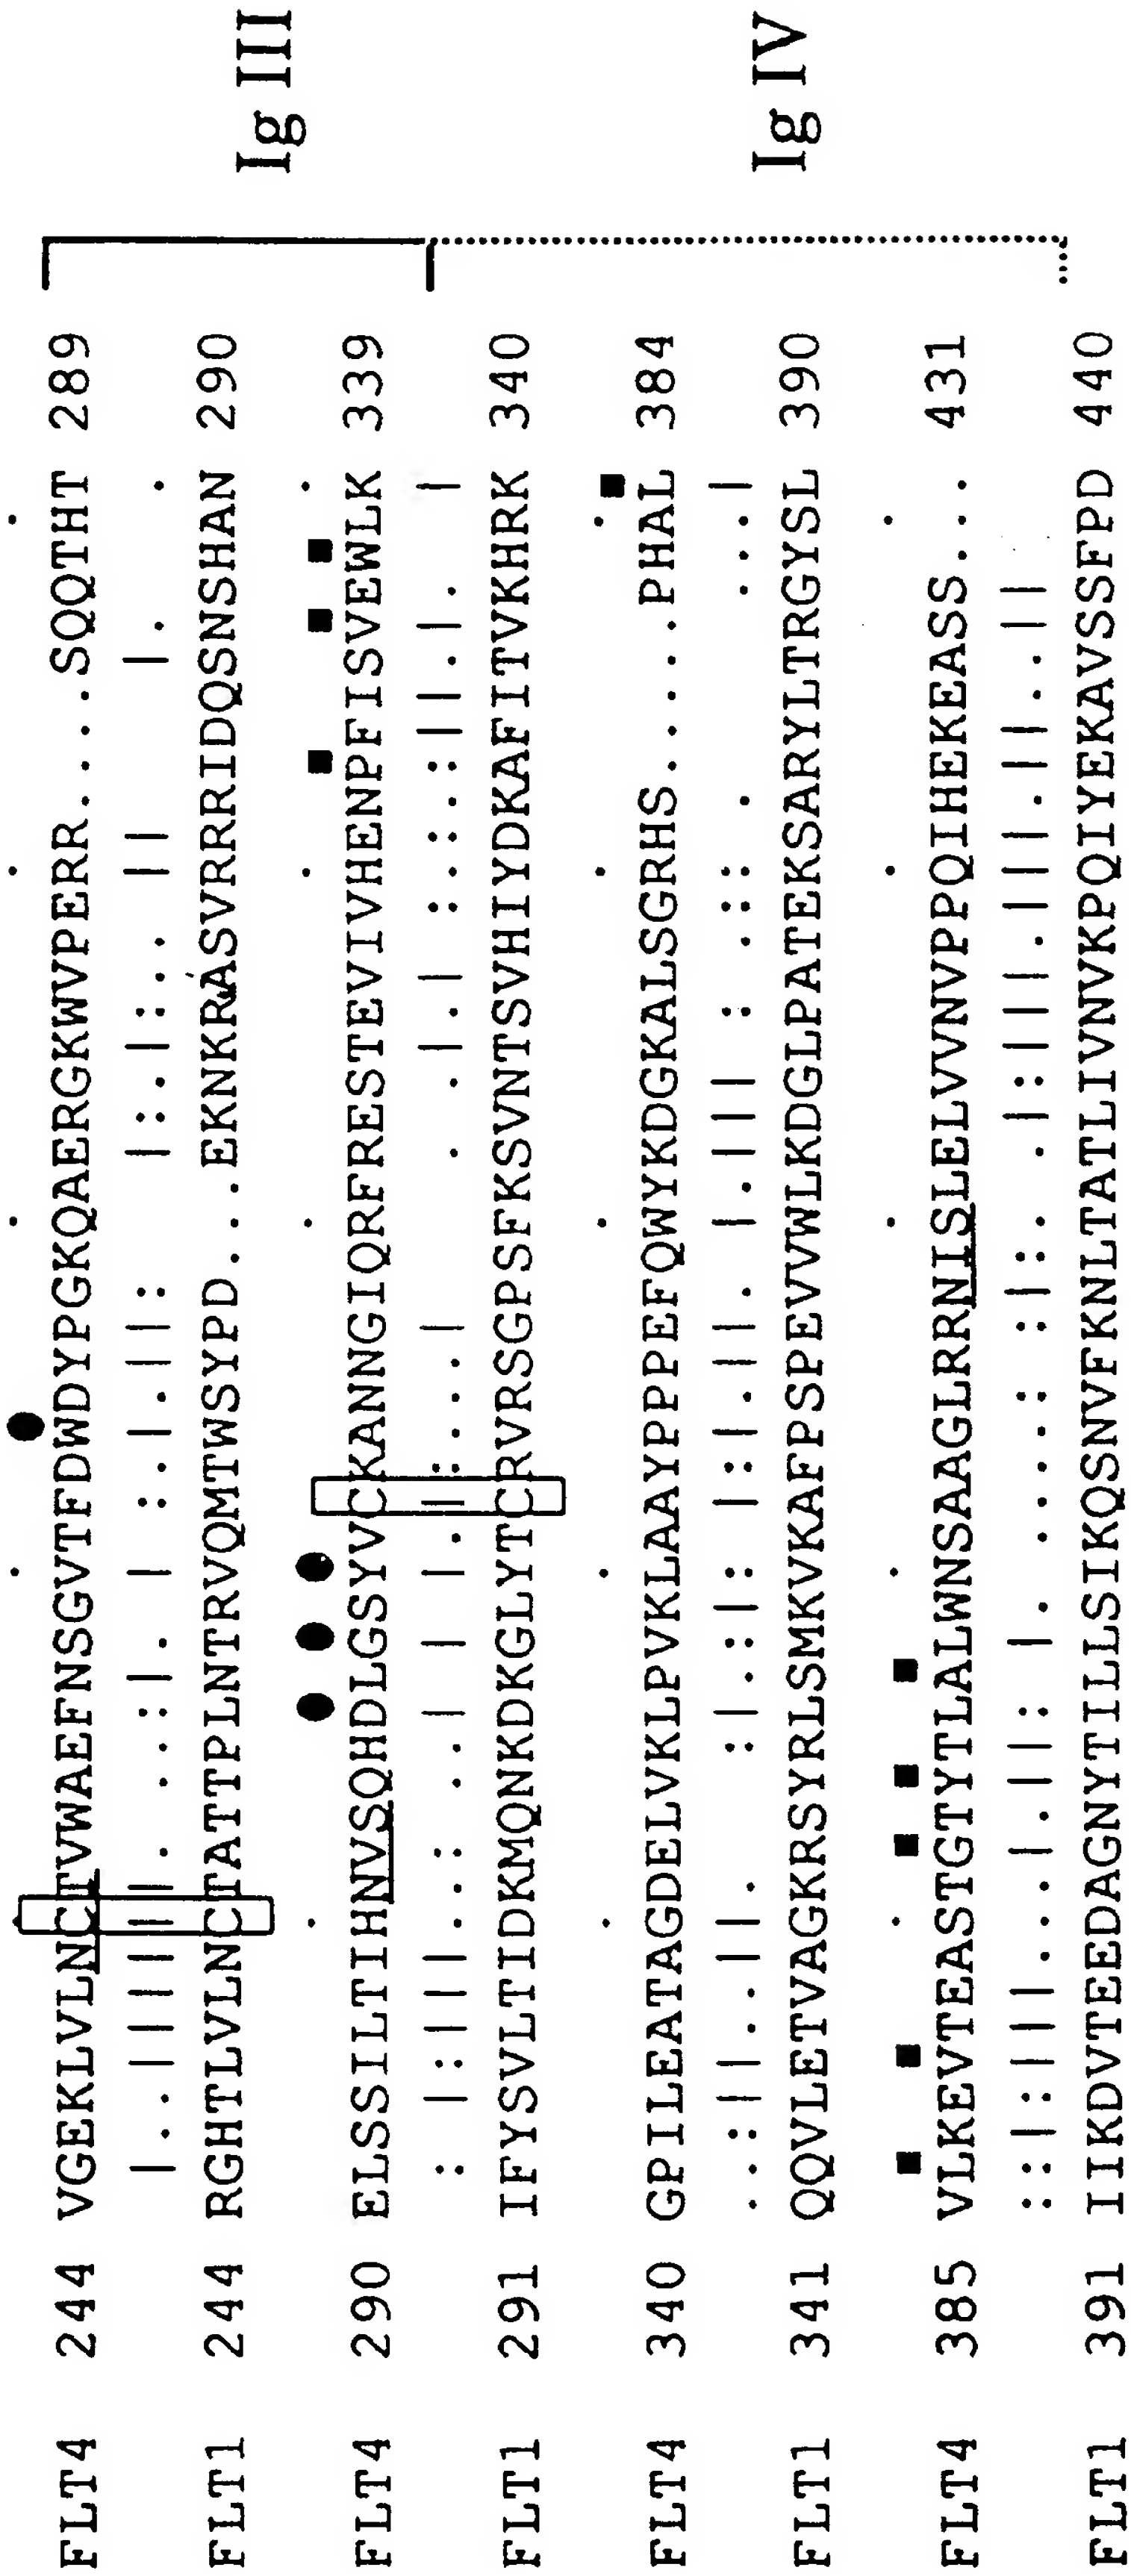 FLT4 244 VGEKLVLNCTVWAEFNSGVTFDWDYPGKQAERGKWVPERR....SQQTHT 289
FLT1 244 RGHTLVLNCTATTPLNTRVQMTWSYPD...EKNKRASVRRRIDQSNSHAN 290
Ig III
FLT4 290 ELSSILTIHNVSQHDLGSYVCKANNGIQRFRESTEVIVHENPFISVEWLK 339
FLT1 291 IFYSVLTIDKMQNKDKGLYTCRVRSGPSFKSVNTSVHIYDKAFITVKHRK 340
FLT4 340 GPILEATAGDELVKLPVKLAAYPPPEFQWYKDGKALSGRHS.....PHAL 384
FLT1 341 QQVLETVAGKRSYRLSMKVKAFPSPEVVWLKDGLPATEKSARYLTRGYSL 390
Ig IV
FLT4 385 VLKEVTEASTGTYTLALWNSAAGLRRNISLELVVNVPPQIHEKEASS... 431
FLT1 391 IIKDVTEEDAGNYTILLSIKQSNVFKNLTATLIVNVKPQIYEKAVSSFPD 440